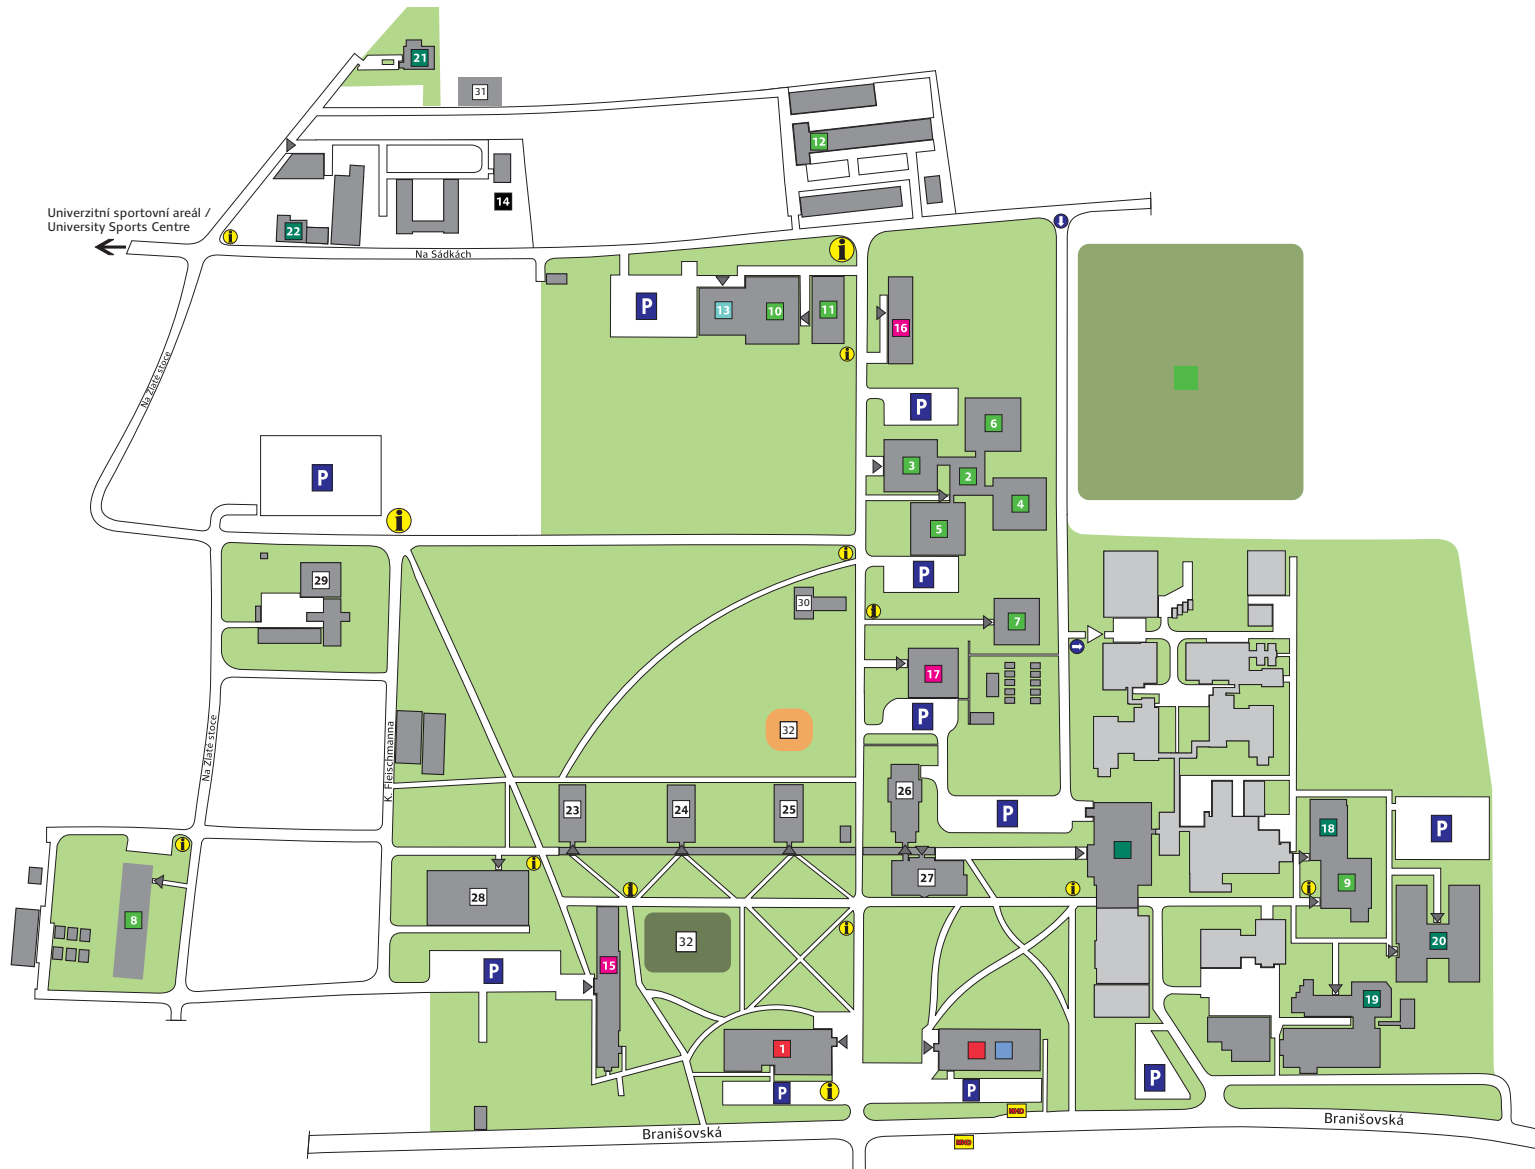 21
31
12
14
Univerzitní sportovní areál /
University Sports Centre
22
i
Na Sádkách
i
P
13
10
11
16
i
Na Zlaté stoce
P
6
3
2
P
4
5
i
i
P
29
30
i
7
17
32
P
Na Zlaté stoce
K. Fleischmanna
23
24
25
26
P
18
P
i
27
9
i
28
i
i
i
8
32
i
20
15
P
19
1
P
P
i
P
MHD
Branišovská
Branišovská
MHD